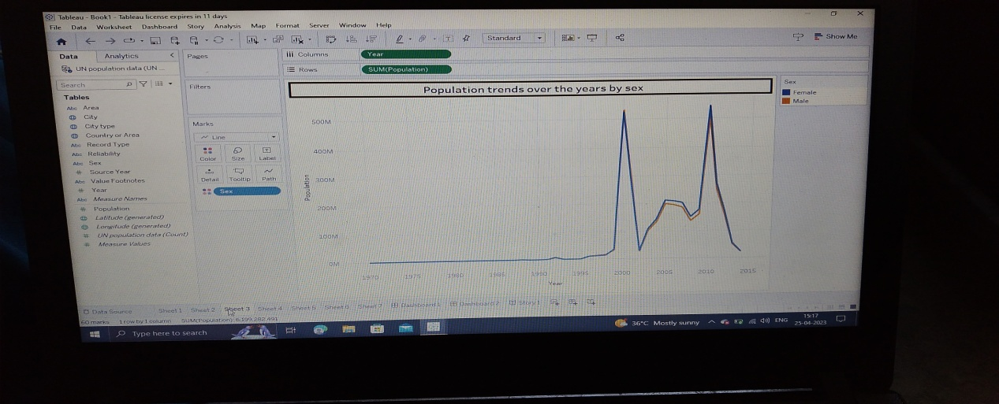 Tableau - Book1 - Tableau license expires in 11 days
File Data Worksheet Dashboard Story Analysis Map Format Server Window Help
Standard
Show Me
Data Analytics
UN population data (UN ...
Search
Tables
Abc Area
City
City type
Country or Area
Abc Record Type
Abc Reliability
Abc Sex
# Source Year
Abc Value Footnotes
# Year
Abc Measure Names
# Population
Latitude (generated)
Longitude (generated)
# UN population data (Count)
# Measure Values
Pages
Filters
Marks
Line
Color Size Label
Detail Tooltip Path
Sex
Columns Year
Rows SUM(Population)
Population trends over the years by sex
500M
400M
300M
200M
100M
0M
Population
1970 1975 1980 1985 1990 1995 2000 2005 2010 2015
Year
Sex
Female
Male
Data Source Sheet 1 Sheet 2 Sheet 3 Sheet 4 Sheet 5 Sheet 6 Sheet 7 Dashboard 1 Dashboard 2 Story 1
60 marks 1 row by 1 column SUM(Population): 6,199,282,491
Type here to search
36°C Mostly sunny ENG
15:17
25-04-2023